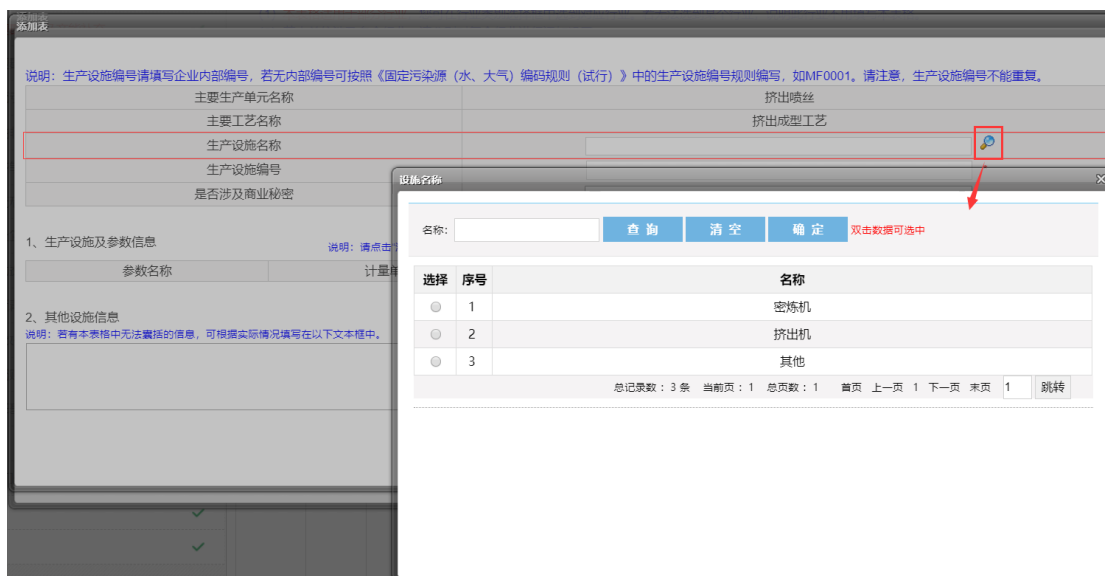 添加表
添加表
说明：生产设施编号请填写企业内部编号，若无内部编号可按照《固定污染源（水、大气）编码规则（试行）》中的生产设施编号规则编写，如MF0001。请注意，生产设施编号不能重复。
主要生产单元名称 挤出喷丝
主要工艺名称 挤出成型工艺
生产设施名称
生产设施编号
是否涉及商业秘密
设施名称
名称： 查 询 清 空 确 定 双击数据可选中
1、生产设施及参数信息 说明：请点击
参数名称 计量单
选择 序号 名称
1 密炼机
2 挤出机
3 其他
总记录数：3 条 当前页：1 总页数：1 首页 上一页 1 下一页 末页 1 跳转
2、其他设施信息
说明：若有本表格中无法囊括的信息，可根据实际情况填写在以下文本框中。